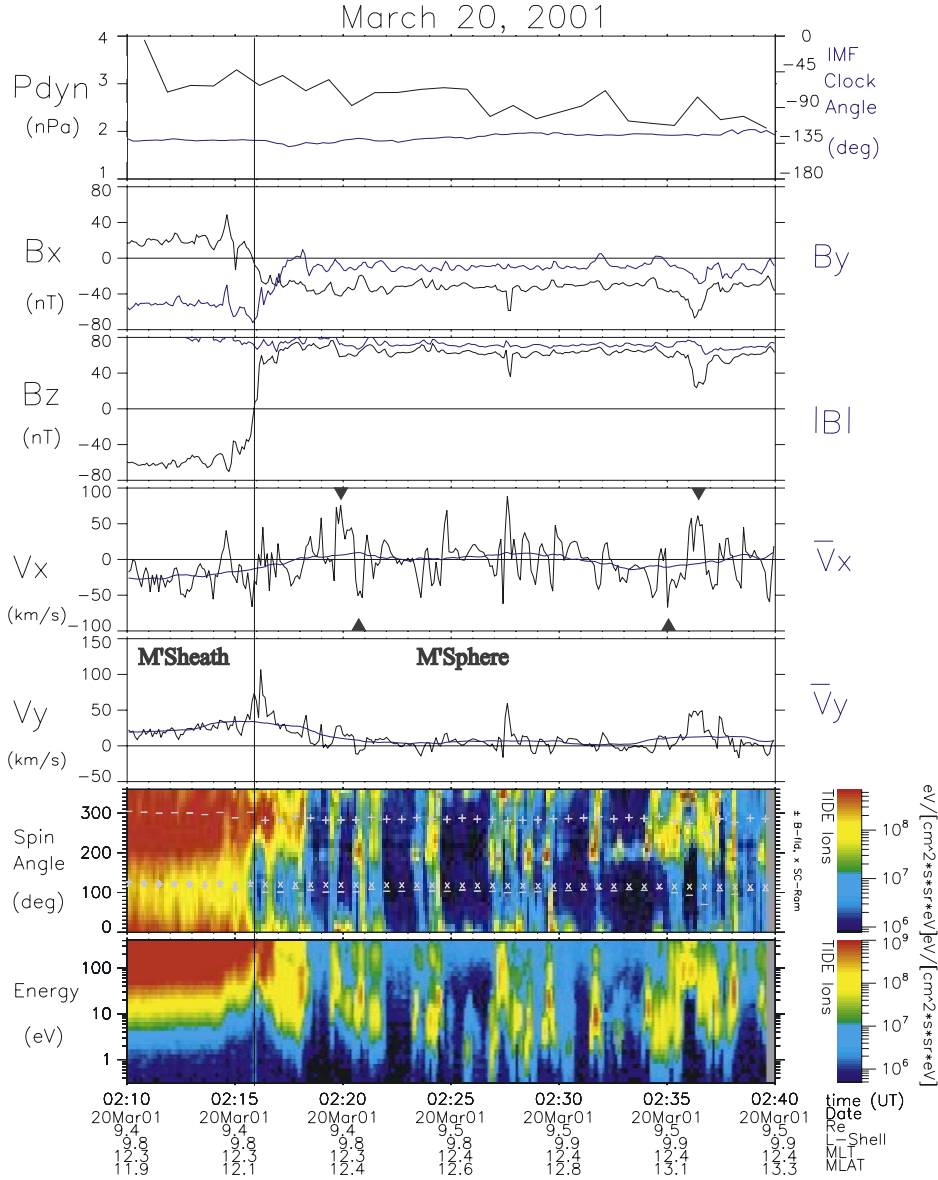 March 20, 2001
4
3
2
1
Pdyn
(nPa)
0
-45
-90
-135
-180
IMF
Clock
Angle
(deg)
80
40
0
-40
-80
Bx
(nT)
By
80
40
0
-40
-80
Bz
(nT)
|B|
100
50
0
-50
-100
Vx
(km/s)
Vx
150
100
50
0
-50
M'Sheath
M'Sphere
Vy
(km/s)
Vy
300
200
100
0
Spin
Angle
(deg)
± B-fld, x SC-Ram
TIDE Ions
10^8
10^7
10^6
eV/[cm^2*s*sr*eV]
100
10
1
Energy
(eV)
TIDE Ions
10^9
10^8
10^7
10^6
eV/[cm^2*s*sr*eV]
02:10 02:15 02:20 02:25 02:30 02:35 02:40 time (UT)
20Mar01 20Mar01 20Mar01 20Mar01 20Mar01 20Mar01 20Mar01 Date
9.4 9.4 9.4 9.5 9.5 9.5 9.5 Re
9.8 9.8 9.8 9.8 9.9 9.9 9.9 L-Shell
12.3 12.3 12.3 12.4 12.4 12.4 12.4 MLT
11.9 12.1 12.4 12.6 12.8 13.1 13.3 MLAT